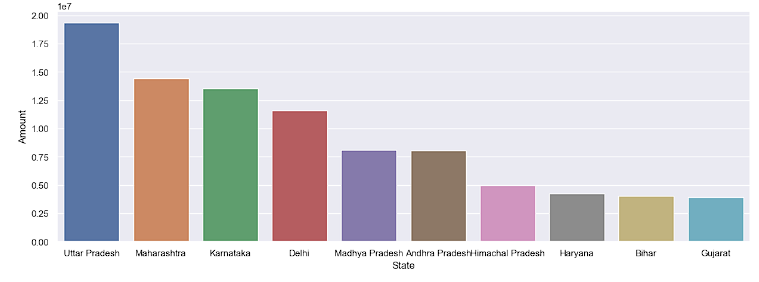 1e7
2.00
1.75
1.50
1.25
1.00
0.75
0.50
0.25
0.00
Amount
Uttar Pradesh Maharashtra Karnataka Delhi Madhya Pradesh Andhra Pradesh Himachal Pradesh Haryana Bihar Gujarat
State